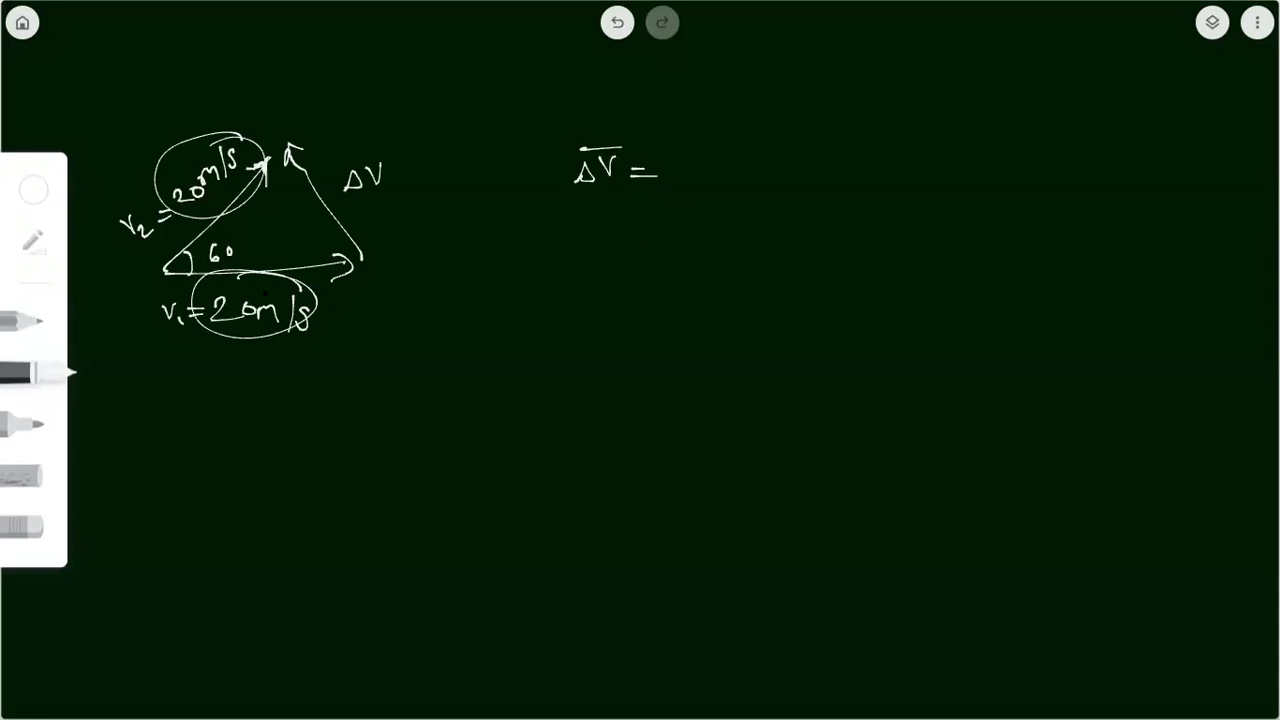 v₂ = 20m/s
ΔV
60
v₁ = 20m/s
ΔV =